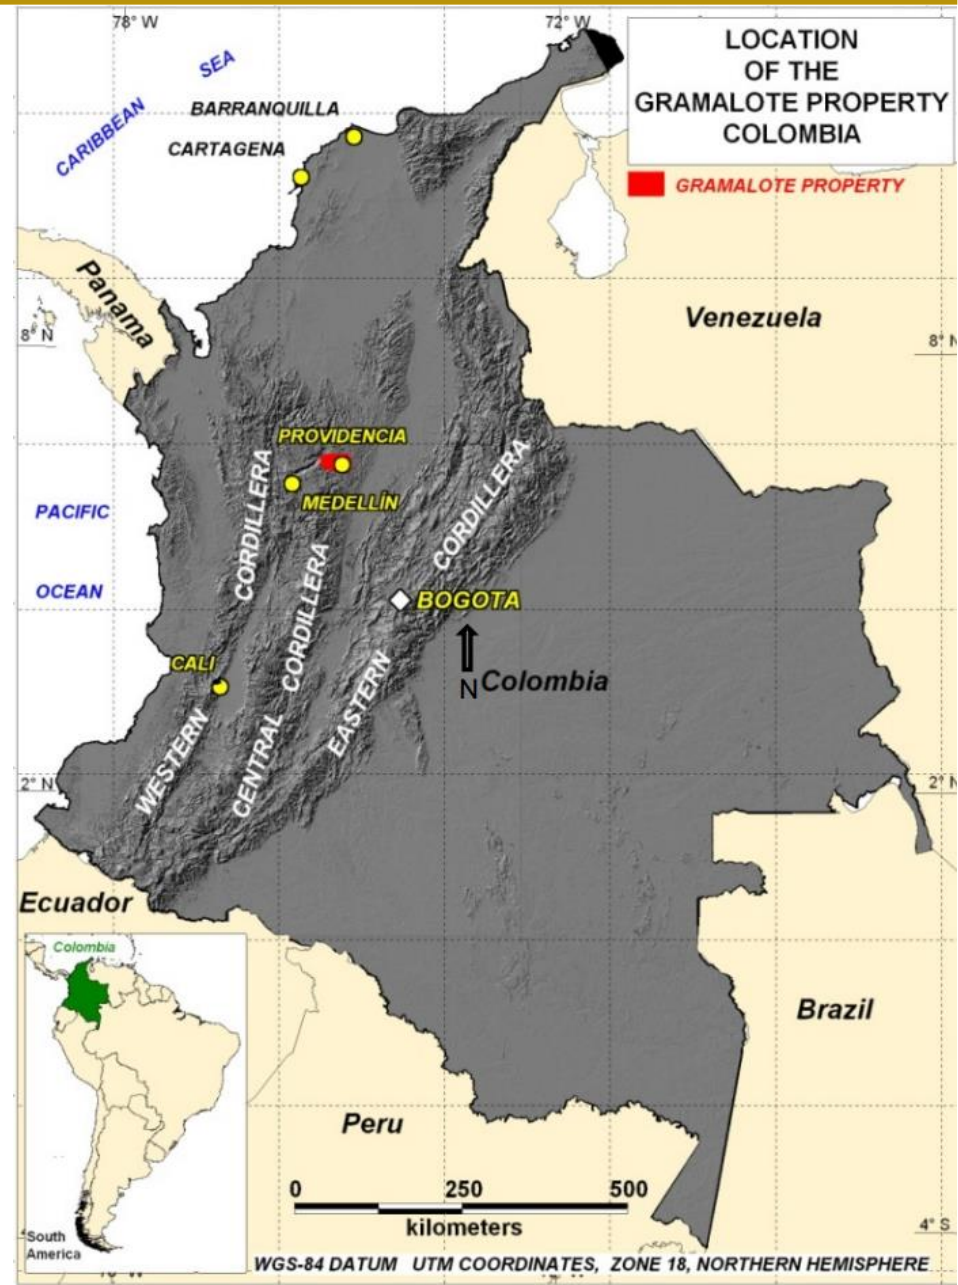 78° W
72° W
LOCATION
OF THE
GRAMALOTE PROPERTY
COLOMBIA
GRAMALOTE PROPERTY
CARIBBEAN SEA
BARRANQUILLA
CARTAGENA
Panama
Venezuela
8° N
8° N
PROVIDENCIA
MEDELLÍN
PACIFIC
OCEAN
BOGOTA
N
Colombia
CALI
WESTERN CORDILLERA
CENTRAL CORDILLERA
EASTERN CORDILLERA
2° N
2° N
Ecuador
Colombia
Brazil
Peru
0 250 500
kilometers
4° S
South
America
WGS-84 DATUM UTM COORDINATES, ZONE 18, NORTHERN HEMISPHERE